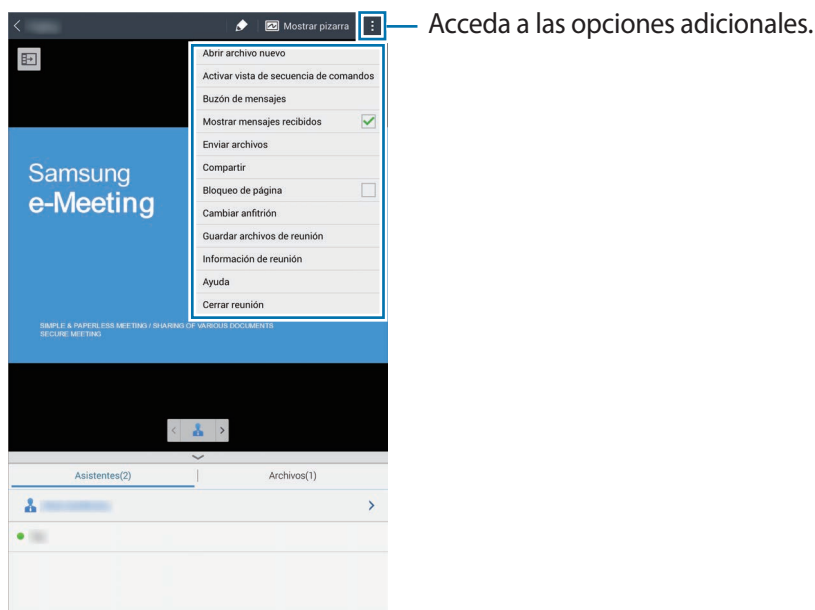 Mostrar pizarra
Acceda a las opciones adicionales.
Abrir archivo nuevo
Activar vista de secuencia de comandos
Buzón de mensajes
Mostrar mensajes recibidos
Enviar archivos
Compartir
Bloqueo de página
Cambiar anfitrión
Guardar archivos de reunión
Información de reunión
Ayuda
Cerrar reunión
Samsung
e-Meeting
SIMPLE & PAPERLESS MEETING / SHARING OF VARIOUS DOCUMENTS
SECURE MEETING
Asistentes(2)
Archivos(1)